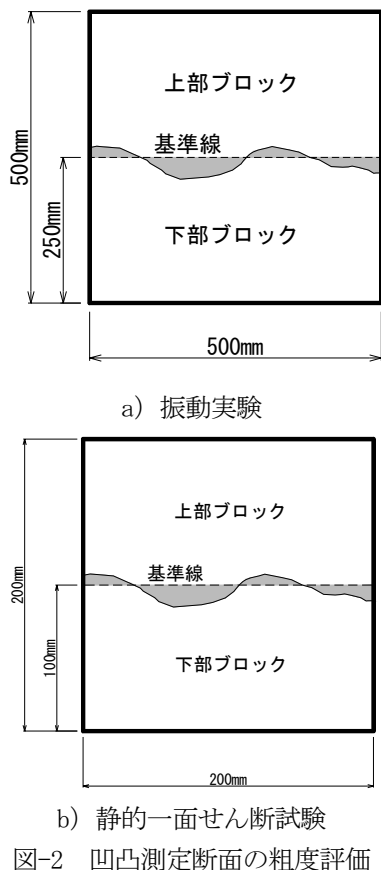 上部ブロック
基準線
500mm
250mm
下部ブロック
500mm
a) 振動実験
上部ブロック
基準線
200mm
100mm
下部ブロック
200mm
b) 静的一面せん断試験
図-2 凹凸測定断面の粗度評価